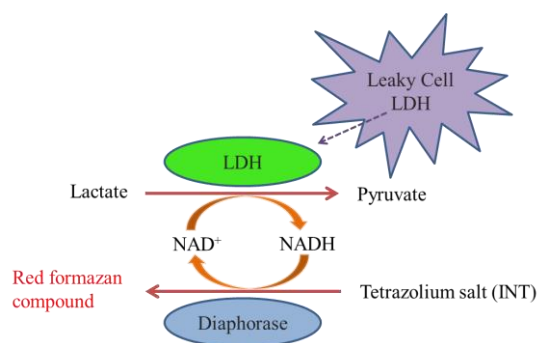 Leaky Cell
LDH
LDH
Lactate
Pyruvate
NAD⁺
NADH
Red formazan
compound
Tetrazolium salt (INT)
Diaphorase